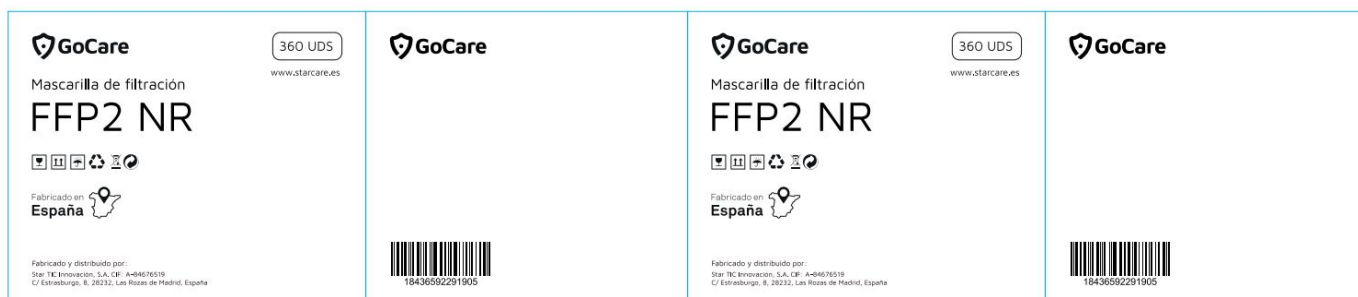 GoCare
360 UDS
www.starcare.es
Mascarilla de filtración
FFP2 NR
Fabricado en
España
Fabricado y distribuido por:
Star TIC Innovación, S.A. CIF: A-84676519
C/ Estrasburgo, 8, 28232, Las Rozas de Madrid, España
GoCare
18436592291905
GoCare
360 UDS
www.starcare.es
Mascarilla de filtración
FFP2 NR
Fabricado en
España
Fabricado y distribuido por:
Star TIC Innovación, S.A. CIF: A-84676519
C/ Estrasburgo, 8, 28232, Las Rozas de Madrid, España
GoCare
18436592291905